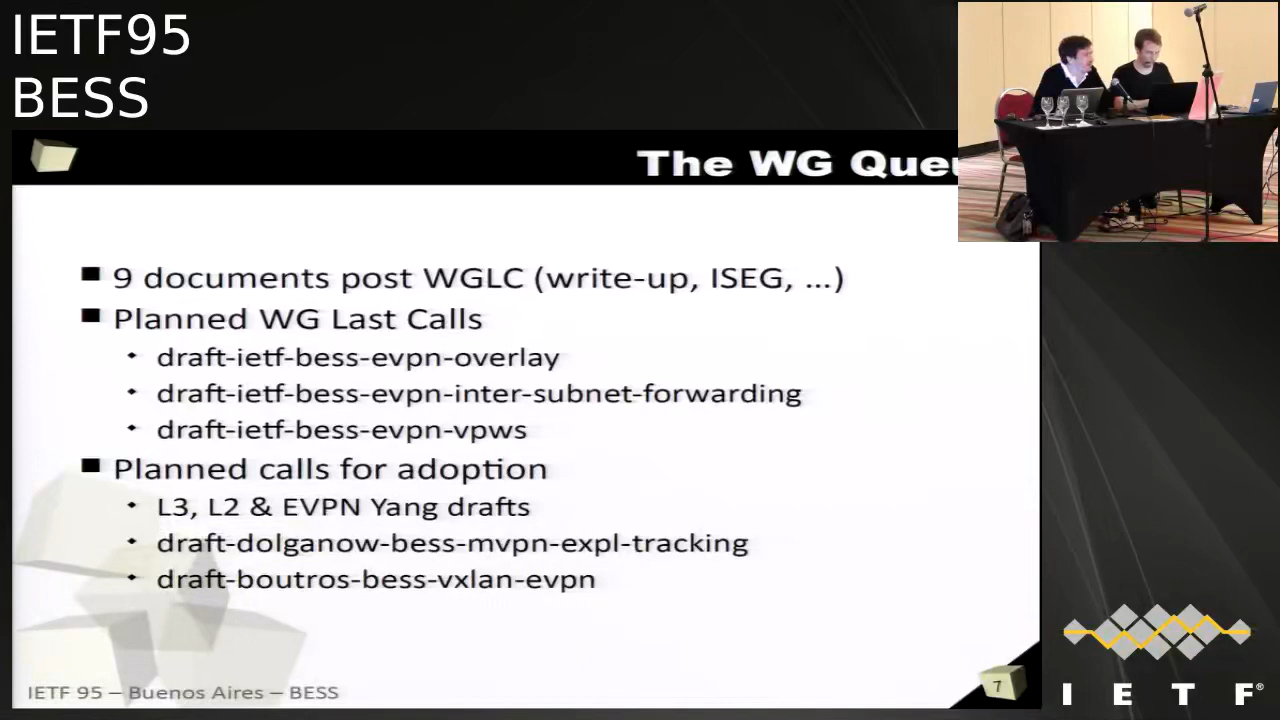 IETF95
BESS
The WG
9 documents post WGLC (write-up, ISEG, ...)
Planned WG Last Calls
draft-ietf-bess-evpn-overlay
draft-ietf-bess-evpn-inter-subnet-forwarding
draft-ietf-bess-evpn-vpws
Planned calls for adoption
L3, L2 & EVPN Yang drafts
draft-dolganow-bess-mvpn-expl-tracking
draft-boutros-bess-vxlan-evpn
IETF 95 – Buenos Aires – BESS
7
I E T F®